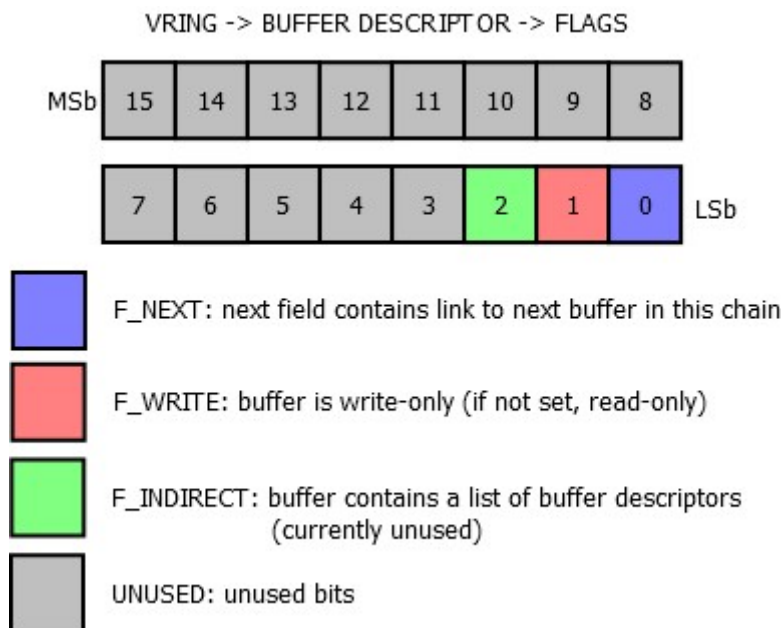 VRING -> BUFFER DESCRIPTOR -> FLAGS
MSb 15 14 13 12 11 10 9 8
7 6 5 4 3 2 1 0 LSb
F_NEXT: next field contains link to next buffer in this chain
F_WRITE: buffer is write-only (if not set, read-only)
F_INDIRECT: buffer contains a list of buffer descriptors
(currently unused)
UNUSED: unused bits